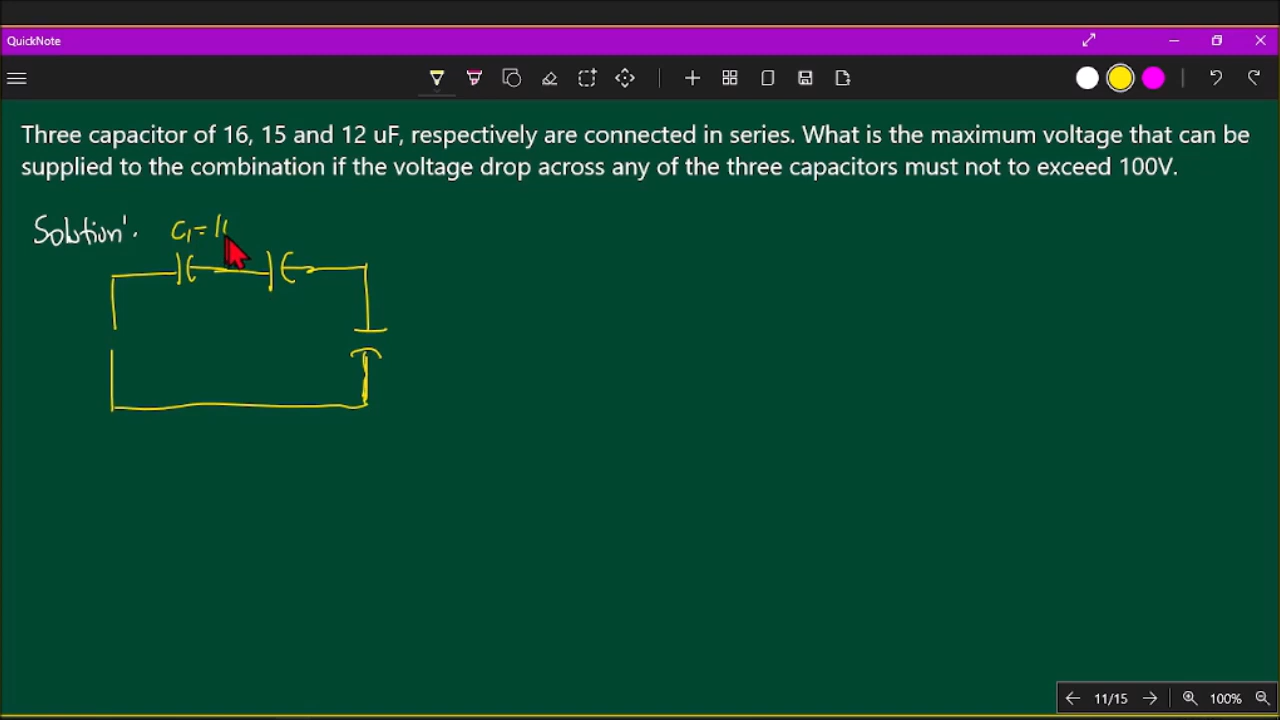 QuickNote
Three capacitor of 16, 15 and 12 uF, respectively are connected in series. What is the maximum voltage that can be
supplied to the combination if the voltage drop across any of the three capacitors must not to exceed 100V.
Solution:
C1 =
11/15
100%